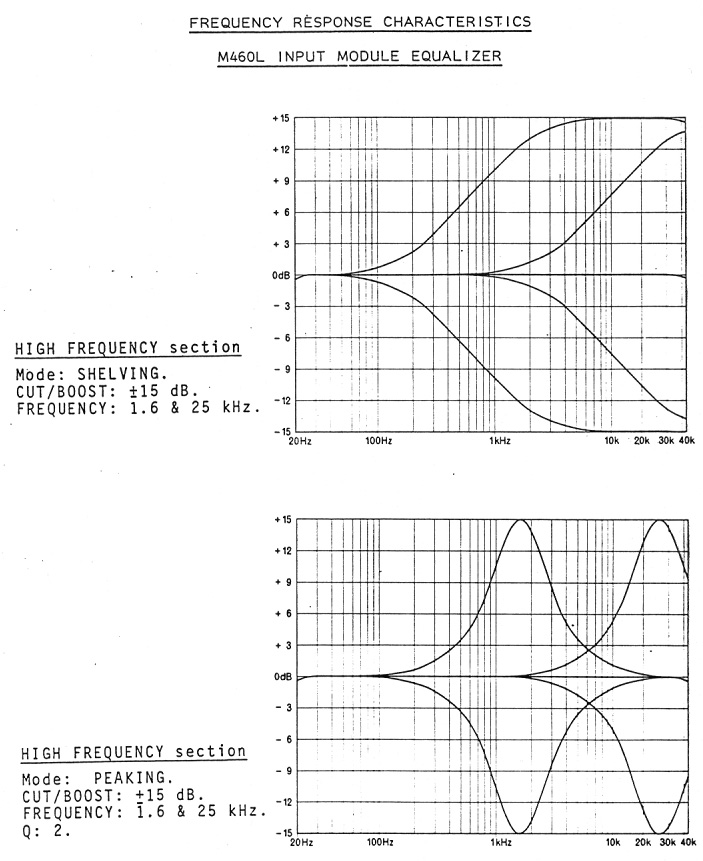 FREQUENCY RESPONSE CHARACTERISTICS
M460L INPUT MODULE EQUALIZER
+ 15
+ 12
+ 9
+ 6
+ 3
0dB
- 3
- 6
- 9
- 12
- 15
20Hz 100Hz 1kHz 10k 20k 30k 40k
HIGH FREQUENCY section
Mode: SHELVING.
CUT/BOOST: ±15 dB.
FREQUENCY: 1.6 & 25 kHz.
+ 15
+ 12
+ 9
+ 6
+ 3
0dB
- 3
- 6
- 9
- 12
- 15
20Hz 100Hz 1kHz 10k 20k 30k 40k
HIGH FREQUENCY section
Mode: PEAKING.
CUT/BOOST: ±15 dB.
FREQUENCY: 1.6 & 25 kHz.
Q: 2.